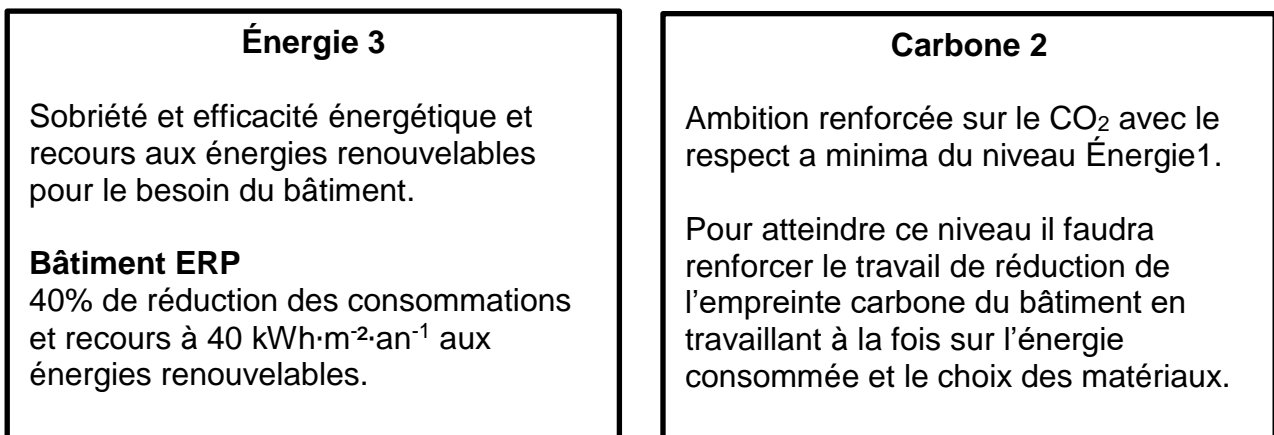 Énergie 3
Sobriété et efficacité énergétique et
recours aux énergies renouvelables
pour le besoin du bâtiment.
Bâtiment ERP
40% de réduction des consommations
et recours à 40 kWh·m⁻²·an⁻¹ aux
énergies renouvelables.
Carbone 2
Ambition renforcée sur le CO₂ avec le
respect a minima du niveau Énergie1.
Pour atteindre ce niveau il faudra
renforcer le travail de réduction de
l’empreinte carbone du bâtiment en
travaillant à la fois sur l’énergie
consommée et le choix des matériaux.